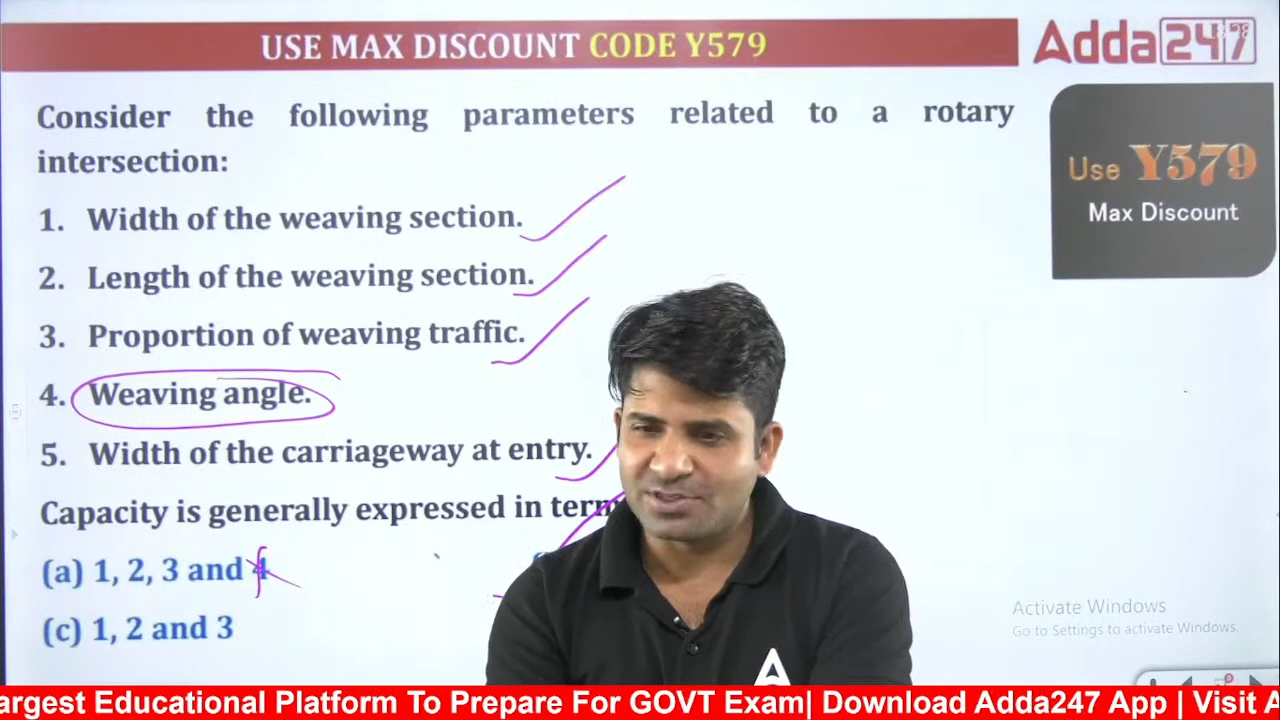 USE MAX DISCOUNT CODE Y579
Adda247
Consider the following parameters related to a rotary
intersection:
Use Y579
Max Discount
1. Width of the weaving section.
2. Length of the weaving section.
3. Proportion of weaving traffic.
4. Weaving angle.
5. Width of the carriageway at entry.
Capacity is generally expressed in
(a) 1, 2, 3 and 4
(c) 1, 2 and 3
Activate Windows
Go to Settings to activate Windows.
Educational Platform To Prepare For GOVT Exam| Download Adda247 App | Visit